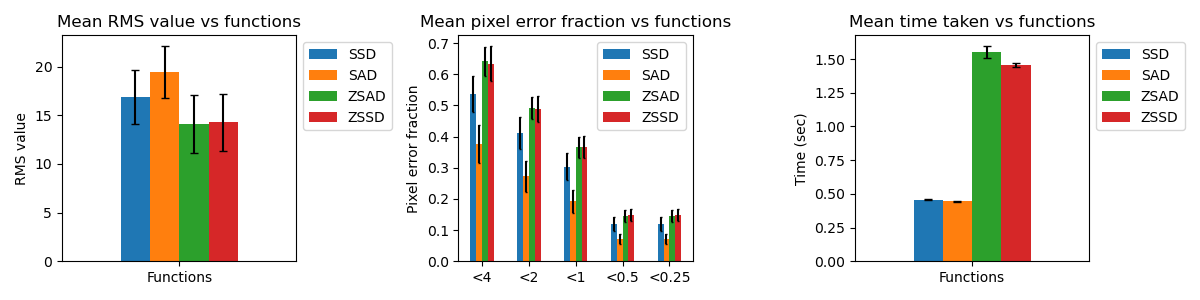 Mean RMS value vs functions
RMS value
20
15
10
5
0
Functions
SSD
SAD
ZSAD
ZSSD
Mean pixel error fraction vs functions
Pixel error fraction
0.7
0.6
0.5
0.4
0.3
0.2
0.1
0.0
<4
<2
<1
<0.5
<0.25
SSD
SAD
ZSAD
ZSSD
Mean time taken vs functions
Time (sec)
1.50
1.25
1.00
0.75
0.50
0.25
0.00
Functions
SSD
SAD
ZSAD
ZSSD